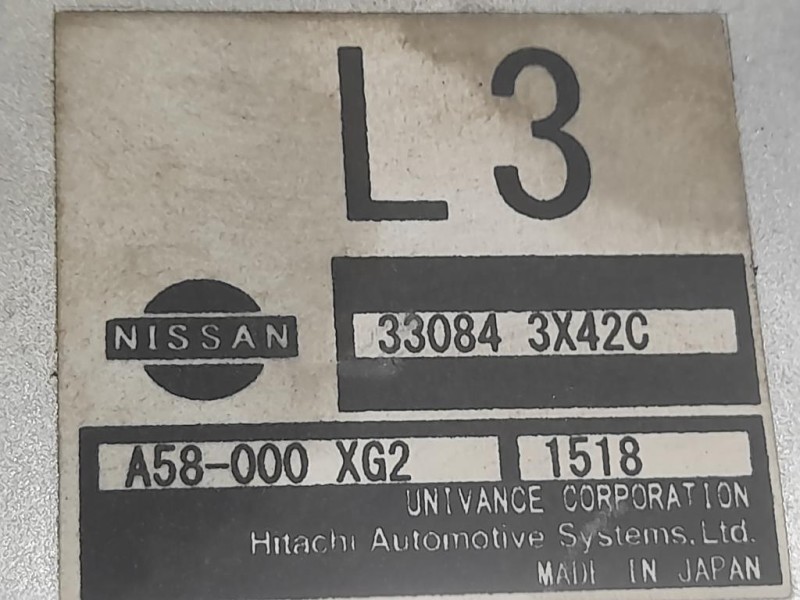 L3
NISSAN
33084 3X42C
A58-000 XG2 1518
UNIVANCE CORPORATION
Hitachi Automotive Systems, Ltd.
MADE IN JAPAN